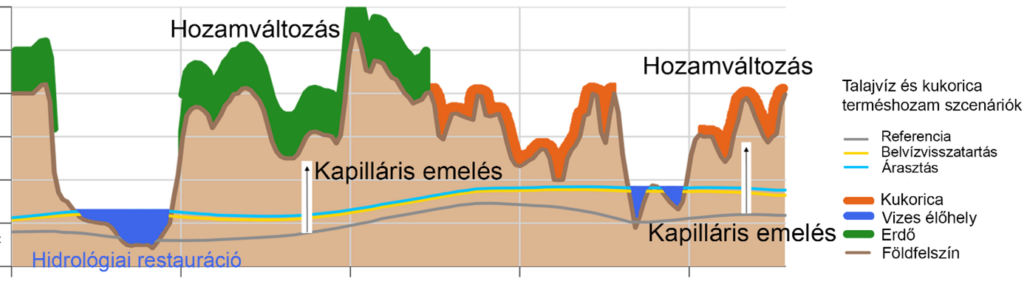 Hozamváltozás
Hozamváltozás
Kapilláris emelés
Kapilláris emelés
Hidrológiai restauráció
Talajvíz és kukorica
terméshozam szcenáriók
Referencia
Belvízvisszatartás
Árasztás
Kukorica
Vizes élőhely
Erdő
Földfelszín